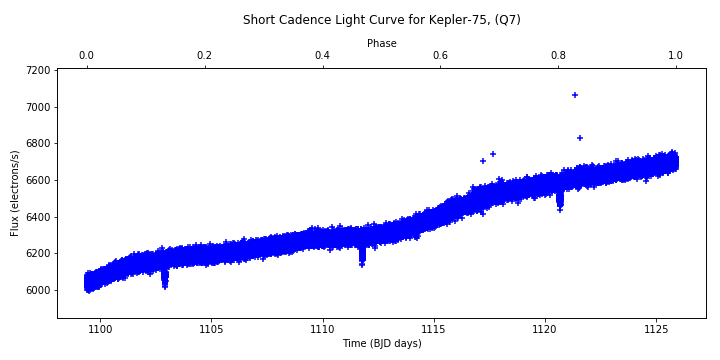 Short Cadence Light Curve for Kepler-75, (Q7)
Phase
0.0 0.2 0.4 0.6 0.8 1.0
7200
7000
6800
6600
6400
6200
6000
Flux (electrons/s)
1100 1105 1110 1115 1120 1125
Time (BJD days)